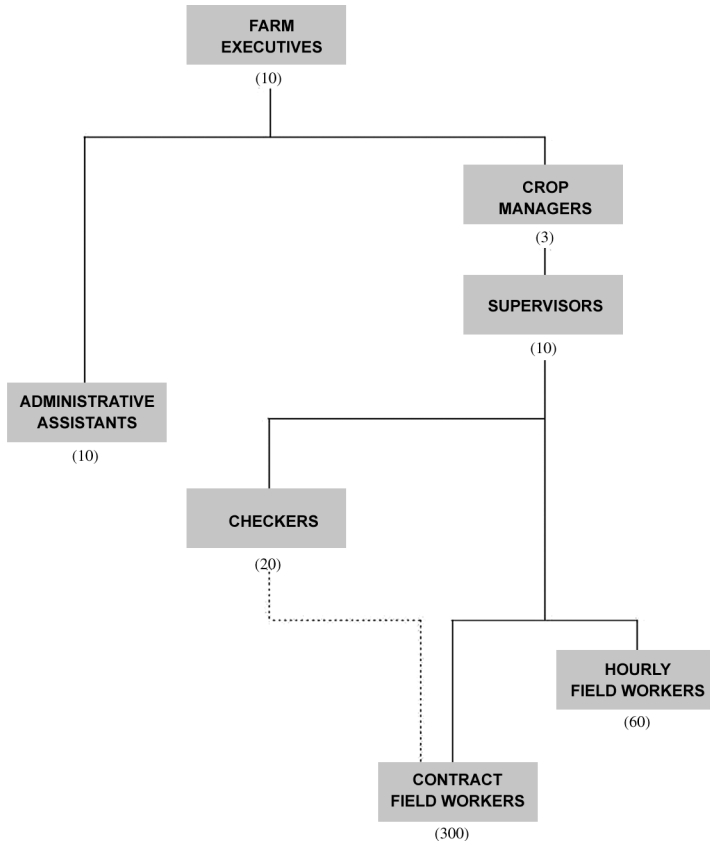 FARM
EXECUTIVES
(10)
CROP
MANAGERS
(3)
SUPERVISORS
(10)
ADMINISTRATIVE
ASSISTANTS
(10)
CHECKERS
(20)
HOURLY
FIELD WORKERS
(60)
CONTRACT
FIELD WORKERS
(300)